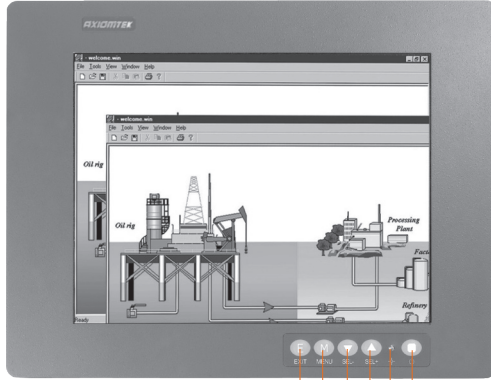 AXIOMTEK
- welcome.win
File Tools View Window Help
- welcome.win
File Tools View Window Help
Oil rig
Oil rig
Processing
Plant
Refinery
Ready
E M
EXIT MENU SEL- SEL+